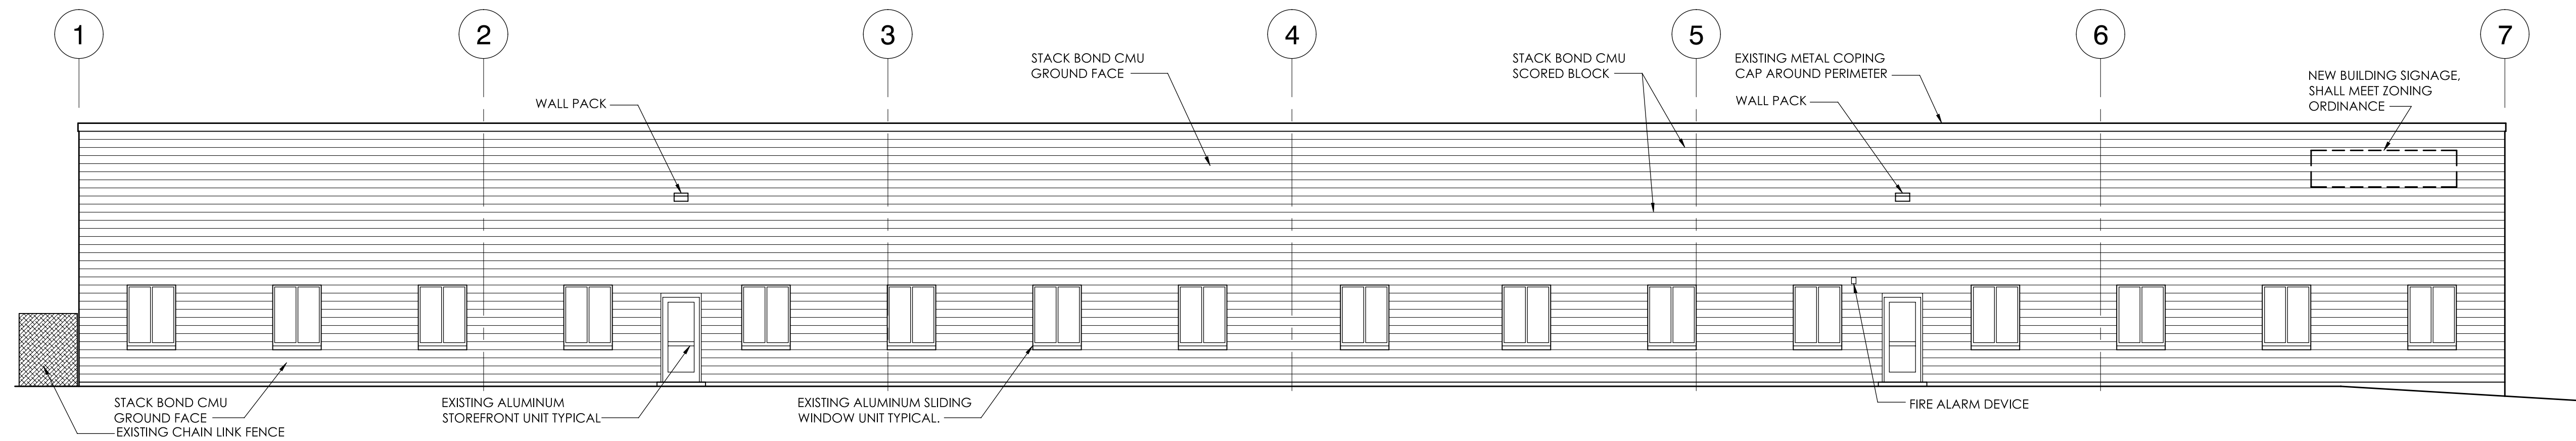 1
2
3
4
5
6
7
STACK BOND CMU
GROUND FACE
STACK BOND CMU
SCORED BLOCK
EXISTING METAL COPING
CAP AROUND PERIMETER
WALL PACK
WALL PACK
NEW BUILDING SIGNAGE,
SHALL MEET ZONING
ORDINANCE
STACK BOND CMU
GROUND FACE
EXISTING CHAIN LINK FENCE
EXISTING ALUMINUM
STOREFRONT UNIT TYPICAL
EXISTING ALUMINUM SLIDING
WINDOW UNIT TYPICAL.
FIRE ALARM DEVICE